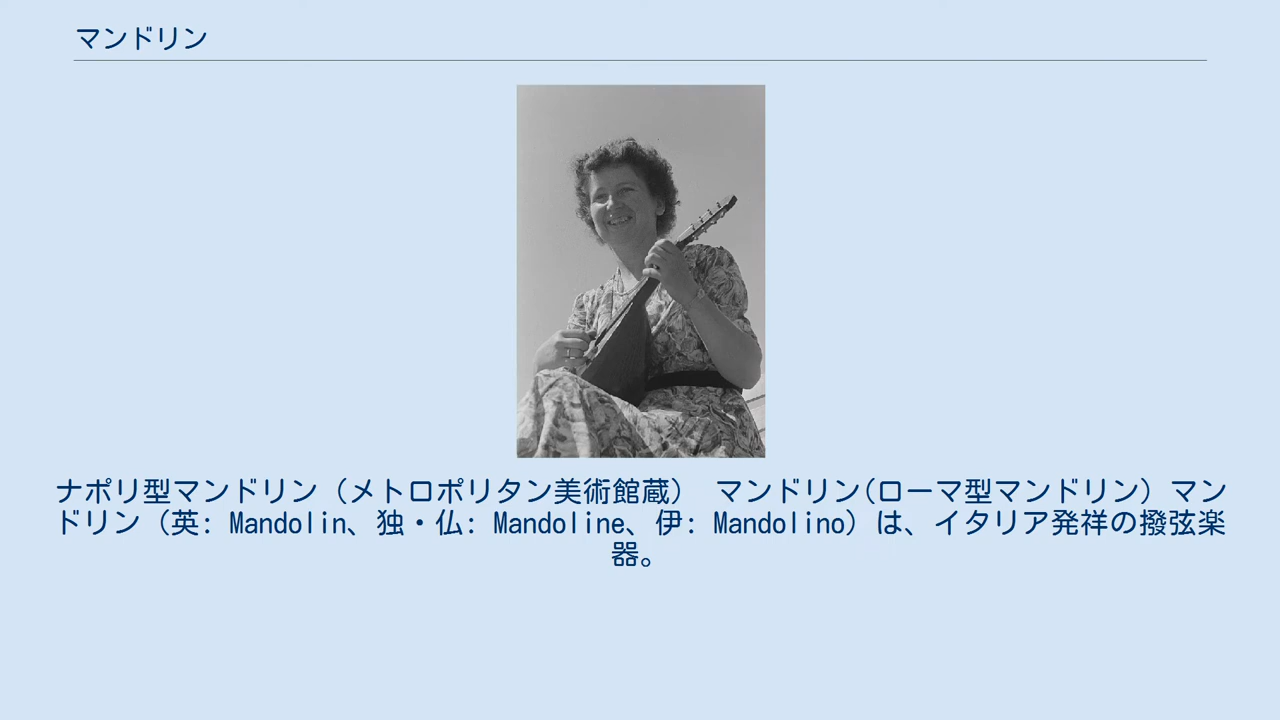 マンドリン
ナポリ型マンドリン（メトロポリタン美術館蔵） マンドリン(ローマ型マンドリン）マン
ドリン（英: Mandolin、独・仏: Mandoline、伊: Mandolino）は、イタリア発祥の撥弦楽
器。